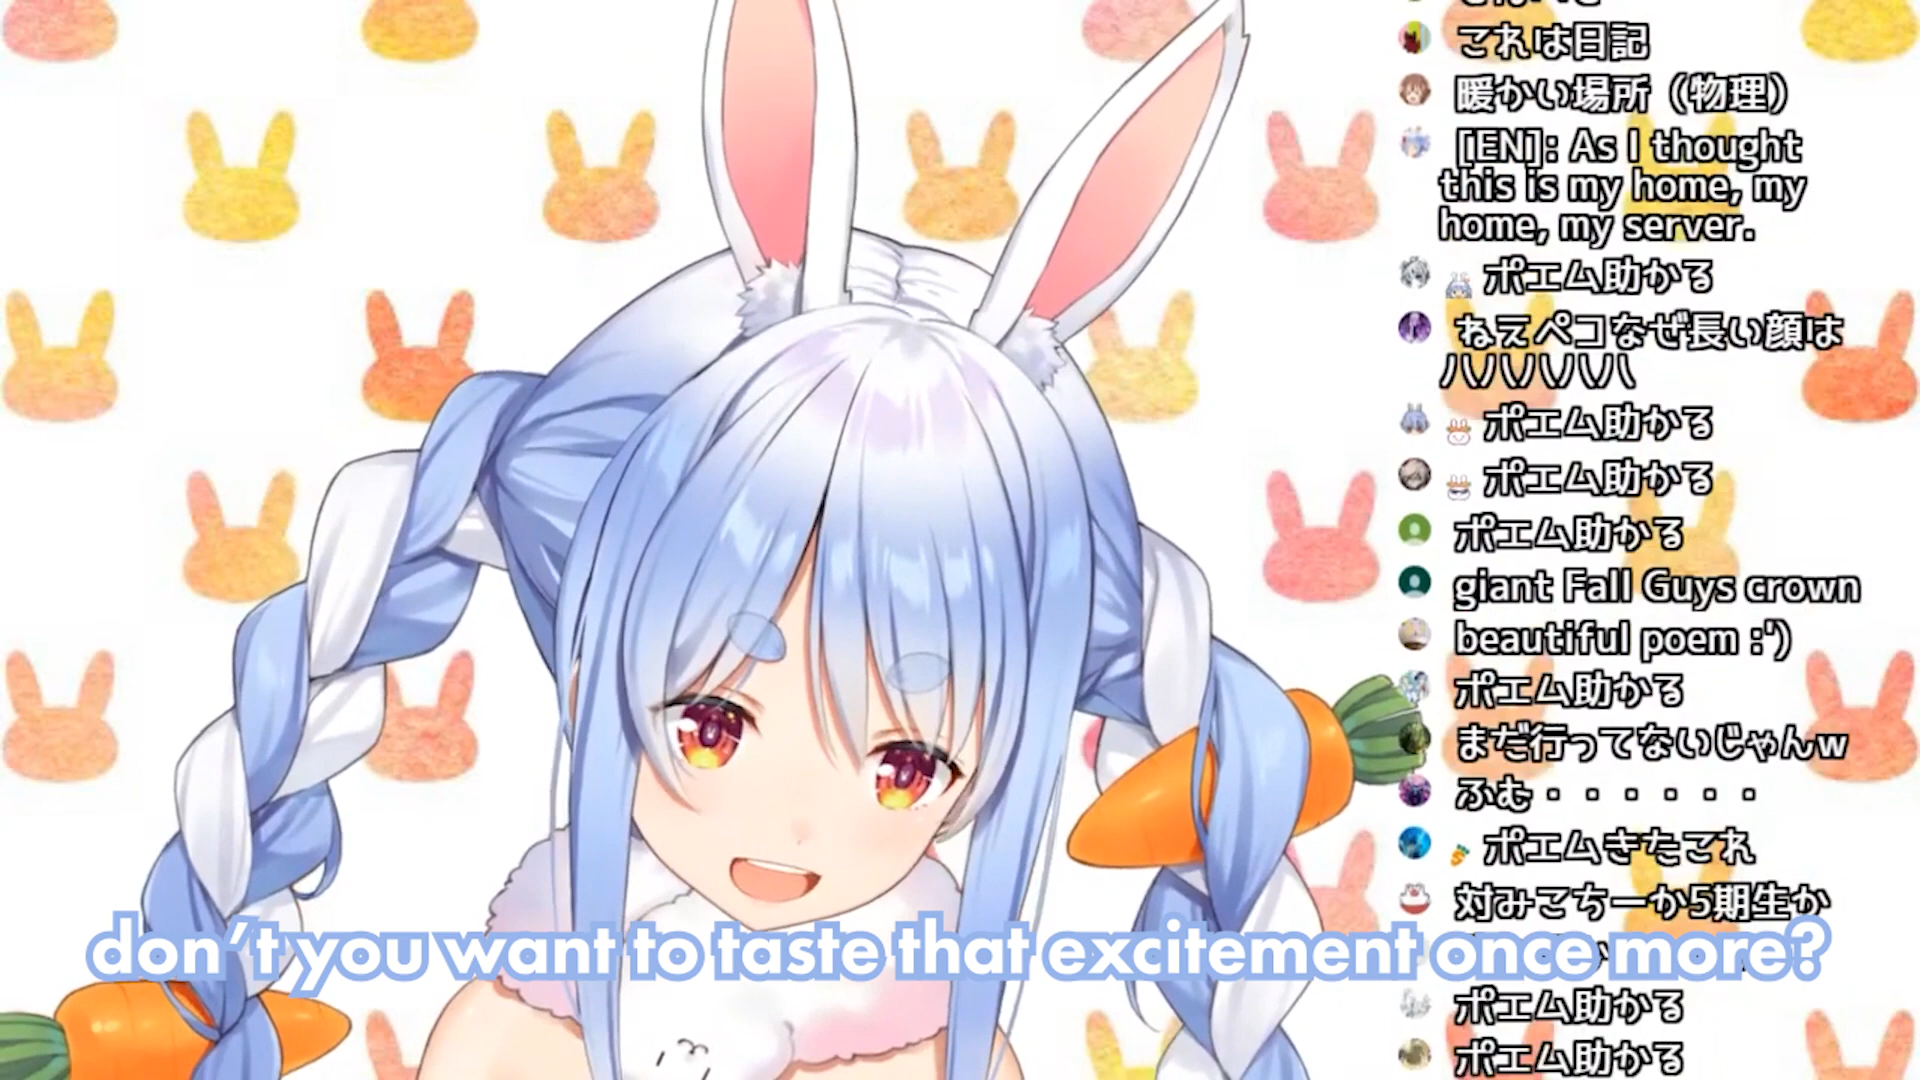 これは日記
暖かい場所（物理）
[EN]: As I thought
this is my home, my
home, my server.
ポエム助かる
ねえペコなぜ長い顔は
ハハハハハ
ポエム助かる
ポエム助かる
ポエム助かる
giant Fall Guys crown
beautiful poem :')
ポエム助かる
まだ行ってないじゃんw
ふむ・・・・・・
ポエムきたこれ
対みこちーか5期生か
don't you want to taste that excitement once more?
ポエム助かる
ポエム助かる